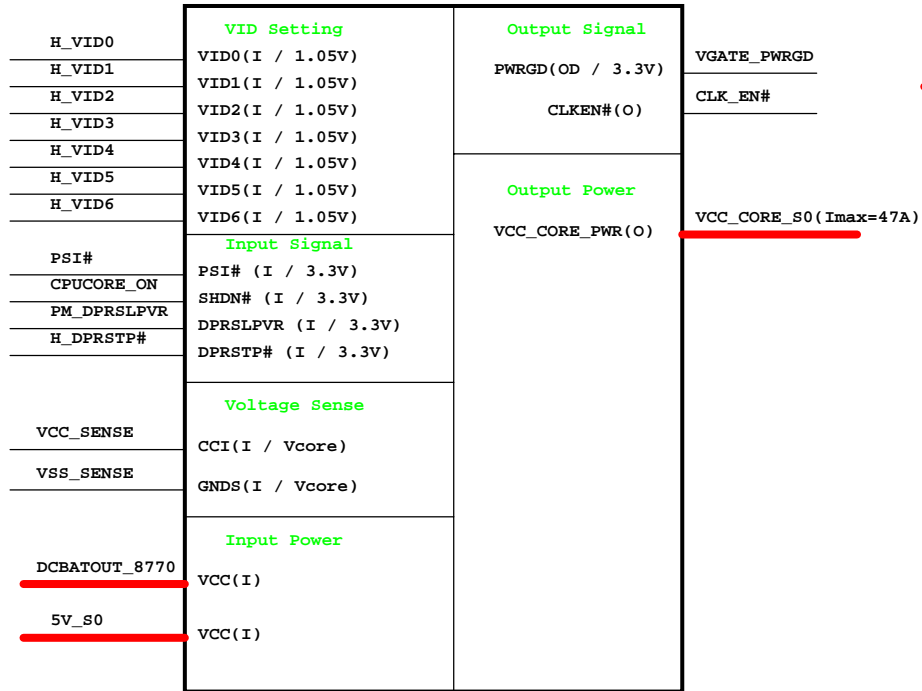 H_VID0
H_VID1
H_VID2
H_VID3
H_VID4
H_VID5
H_VID6
PSI#
CPUCORE_ON
PM_DPRSLPVR
H_DPRSTP#
VCC_SENSE
VSS_SENSE
DCBATOUT_8770
5V_S0
VID Setting
VID0(I / 1.05V)
VID1(I / 1.05V)
VID2(I / 1.05V)
VID3(I / 1.05V)
VID4(I / 1.05V)
VID5(I / 1.05V)
VID6(I / 1.05V)
Input Signal
PSI# (I / 3.3V)
SHDN# (I / 3.3V)
DPRSLPVR (I / 3.3V)
DPRSTP# (I / 3.3V)
Voltage Sense
CCI(I / Vcore)
GNDS(I / Vcore)
Input Power
VCC(I)
VCC(I)
Output Signal
PWRGD(OD / 3.3V)
CLKEN#(O)
Output Power
VCC_CORE_PWR(O)
VGATE_PWRGD
CLK_EN#
VCC_CORE_S0(Imax=47A)